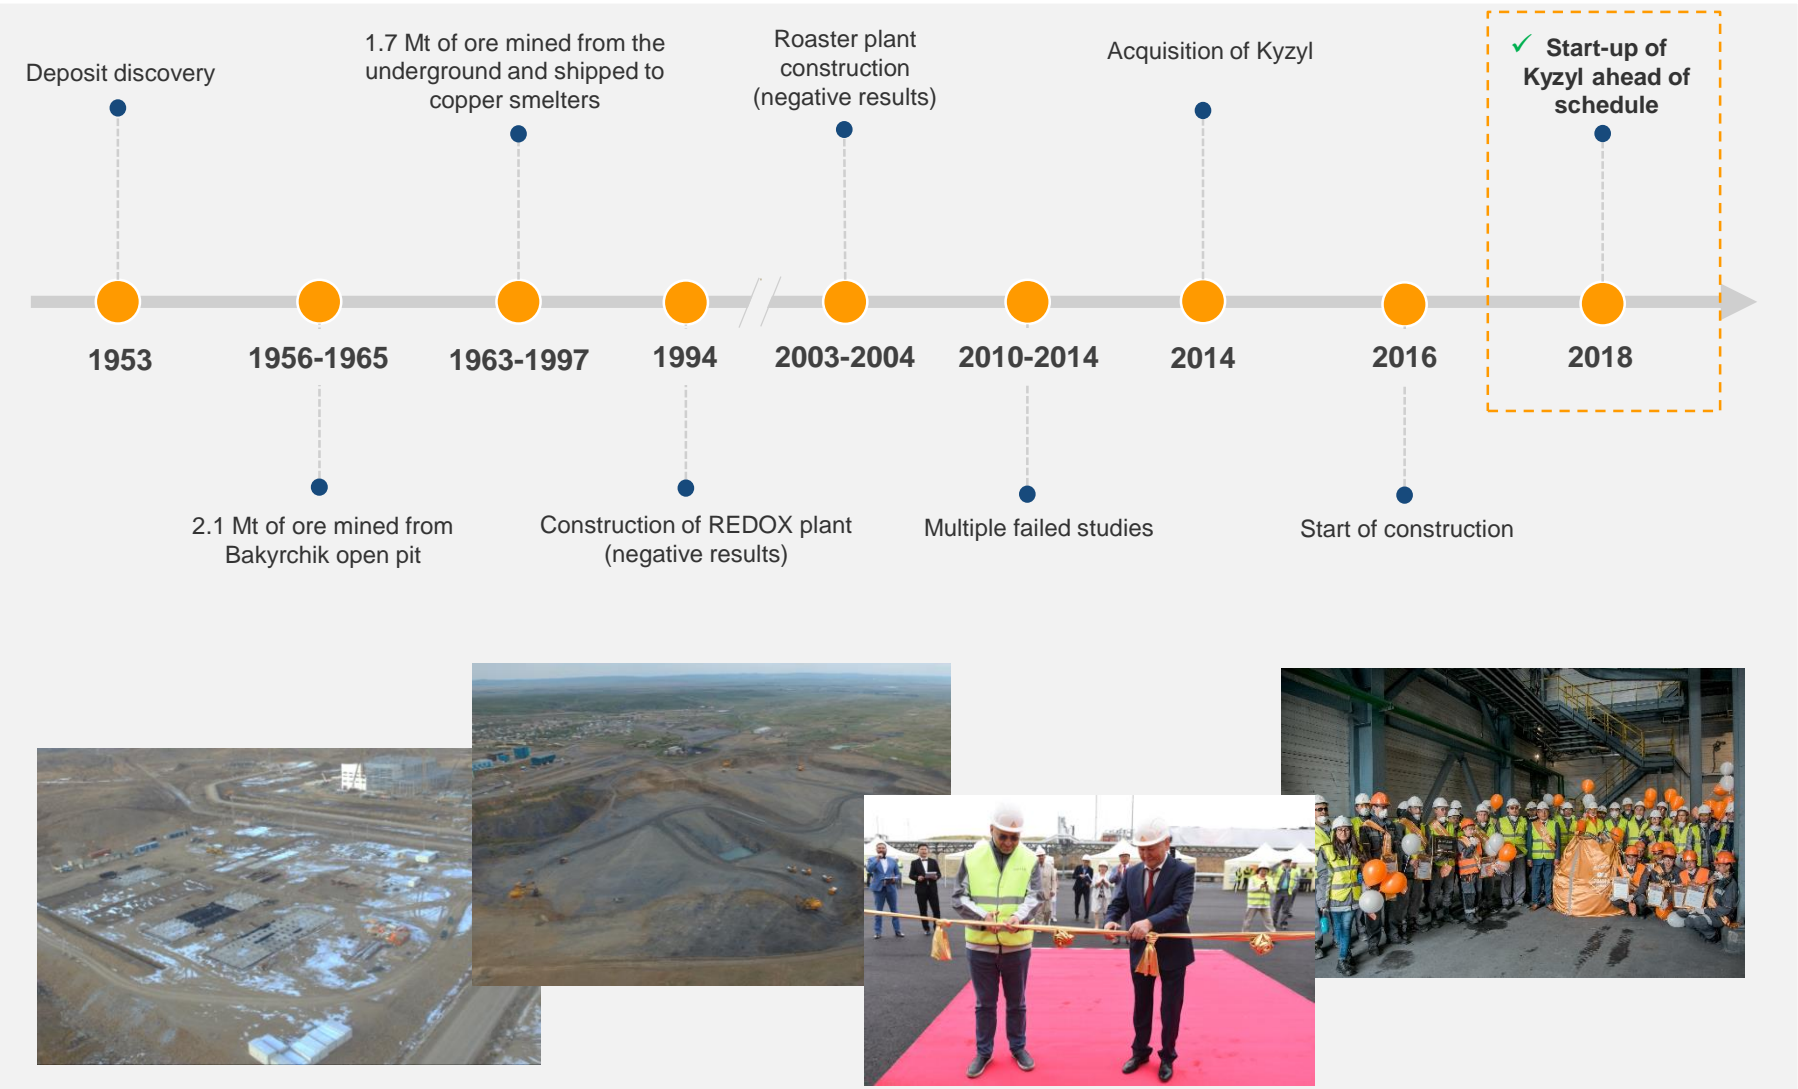 Deposit discovery
1.7 Mt of ore mined from the
underground and shipped to
copper smelters
Roaster plant
construction
(negative results)
Acquisition of Kyzyl
✓ Start-up of
Kyzyl ahead of
schedule
1953
1956-1965
1963-1997
1994
2003-2004
2010-2014
2014
2016
2018
2.1 Mt of ore mined from
Bakyrchik open pit
Construction of REDOX plant
(negative results)
Multiple failed studies
Start of construction